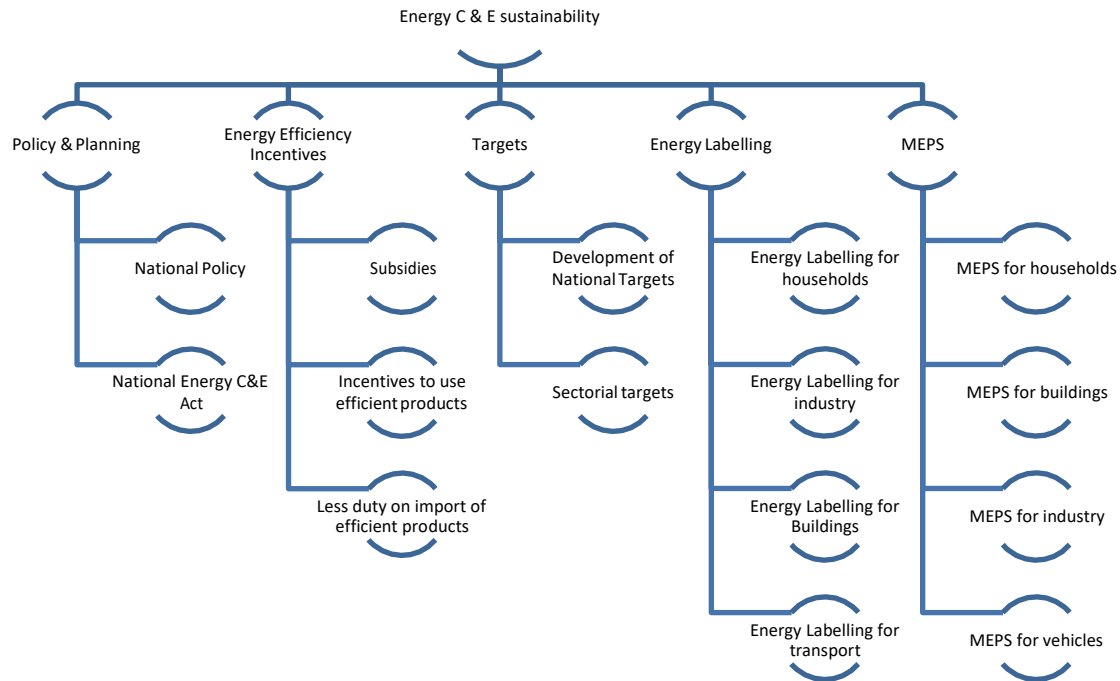 Energy C & E sustainability
Policy & Planning
Energy Efficiency
Incentives
Targets
Energy Labelling
MEPS
National Policy
National Energy C&E
Act
Subsidies
Incentives to use
efficient products
Less duty on import of
efficient products
Development of
National Targets
Sectorial targets
Energy Labelling for
households
Energy Labelling for
industry
Energy Labelling for
Buildings
Energy Labelling for
transport
MEPS for households
MEPS for buildings
MEPS for industry
MEPS for vehicles